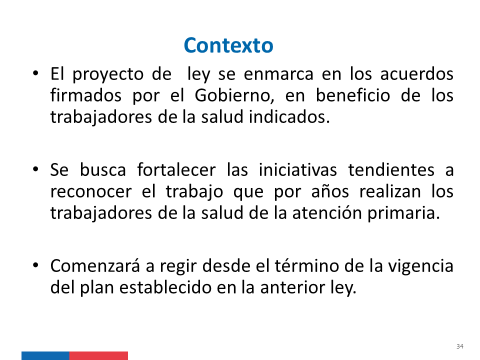 Contexto
• El proyecto de ley se enmarca en los acuerdos
firmados por el Gobierno, en beneficio de los
trabajadores de la salud indicados.
• Se busca fortalecer las iniciativas tendientes a
reconocer el trabajo que por años realizan los
trabajadores de la salud de la atención primaria.
• Comenzará a regir desde el término de la vigencia
del plan establecido en la anterior ley.
34